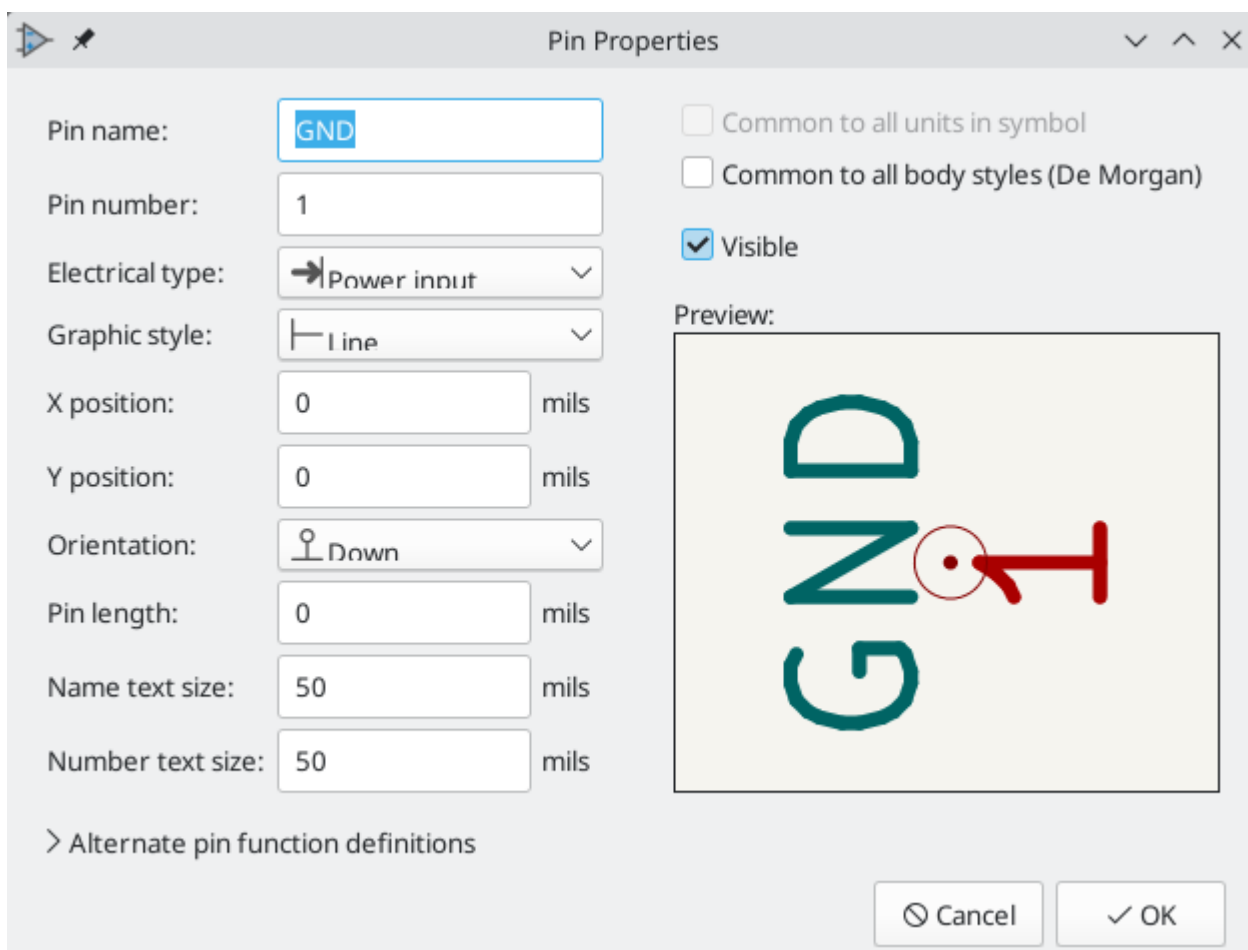 Pin Properties
Pin name:
GND
Common to all units in symbol
Common to all body styles (De Morgan)
Pin number:
1
Visible
Electrical type:
Power input
Graphic style:
Line
Preview:
X position:
0
mils
Y position:
0
mils
Orientation:
Down
Pin length:
0
mils
Name text size:
50
mils
Number text size:
50
mils
GND
1
Alternate pin function definitions
Cancel
OK